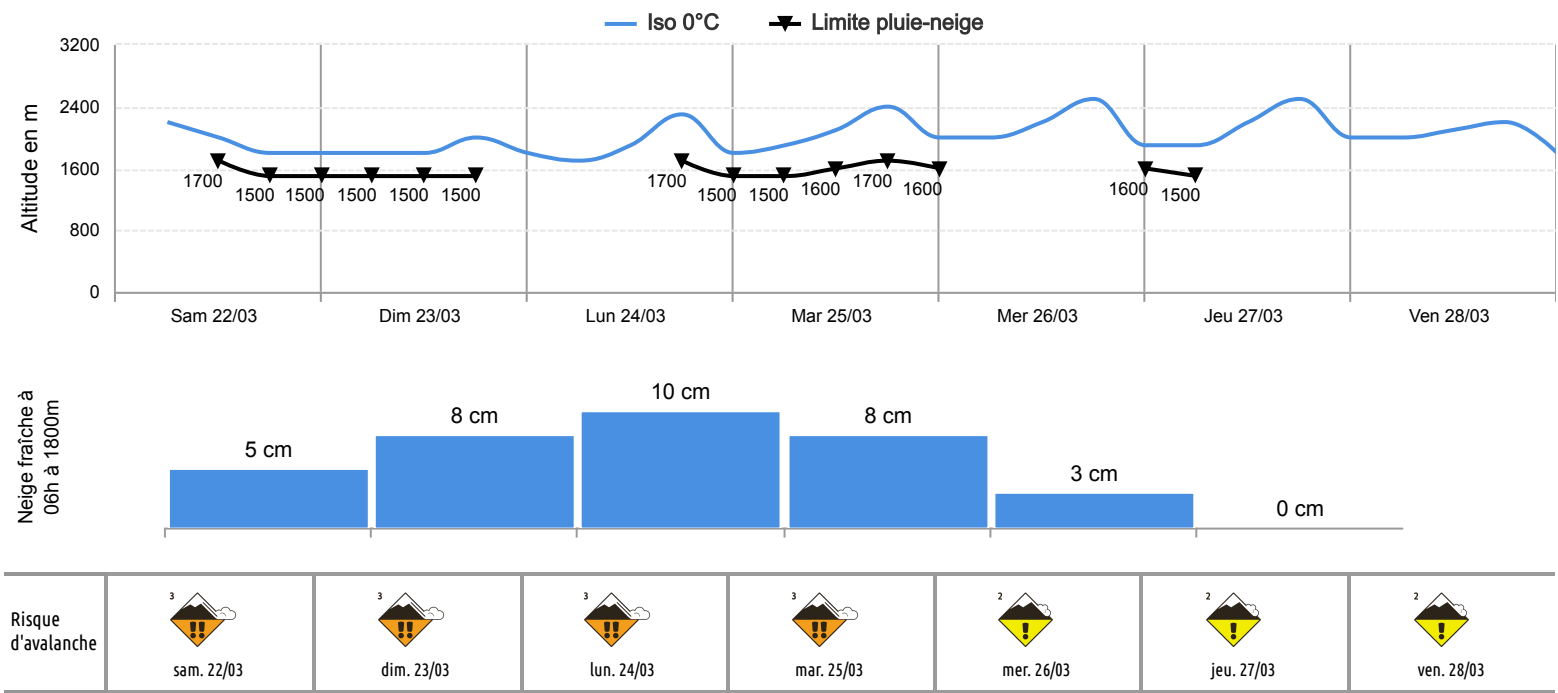 Iso 0°C Limite pluie-neige
3200
2400
1600
800
0
Altitude en m
1700 1500 1500 1500 1500 1500 1700 1500 1500 1600 1700 1600 1600 1500
Sam 22/03 Dim 23/03 Lun 24/03 Mar 25/03 Mer 26/03 Jeu 27/03 Ven 28/03
Neige fraîche à
06h à 1800m
5 cm 8 cm 10 cm 8 cm 3 cm 0 cm
Risque
d'avalanche
3 3 3 3 2 2 2
!! !! !! !! ! ! !
sam. 22/03 dim. 23/03 lun. 24/03 mar. 25/03 mer. 26/03 jeu. 27/03 ven. 28/03